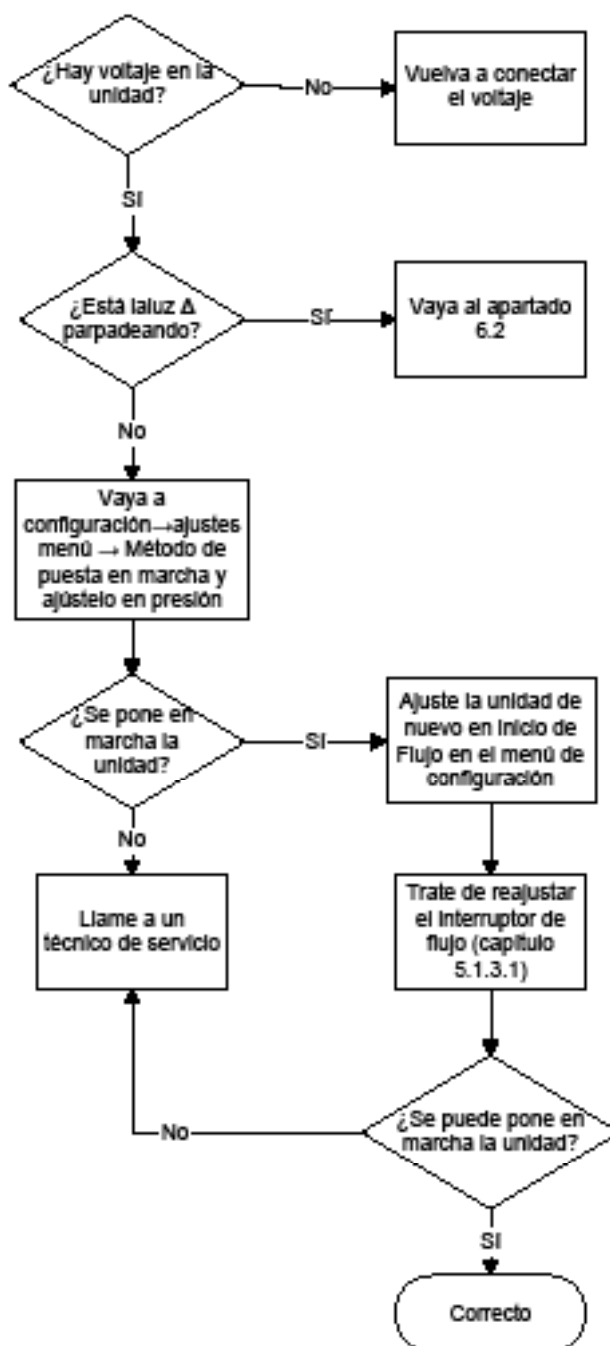 ¿Hay voltaje en la
unidad?
No
Vuelva a conectar
el voltaje
SI
¿Está laluz Δ
parpadeando?
SI
Vaya al apartado
6.2
No
Vaya a
configuración→ajustes
menú → Método de
puesta en marcha y
ajústelo en presión
¿Se pone en
marcha la
unidad?
SI
Ajuste la unidad de
nuevo en Inicio de
Flujo en el menú de
configuración
No
Llame a un
técnico de servicio
Trate de reajustar
el interruptor de
flujo (capítulo
5.1.3.1)
¿Se puede pone en
marcha la unidad?
No
SI
Correcto